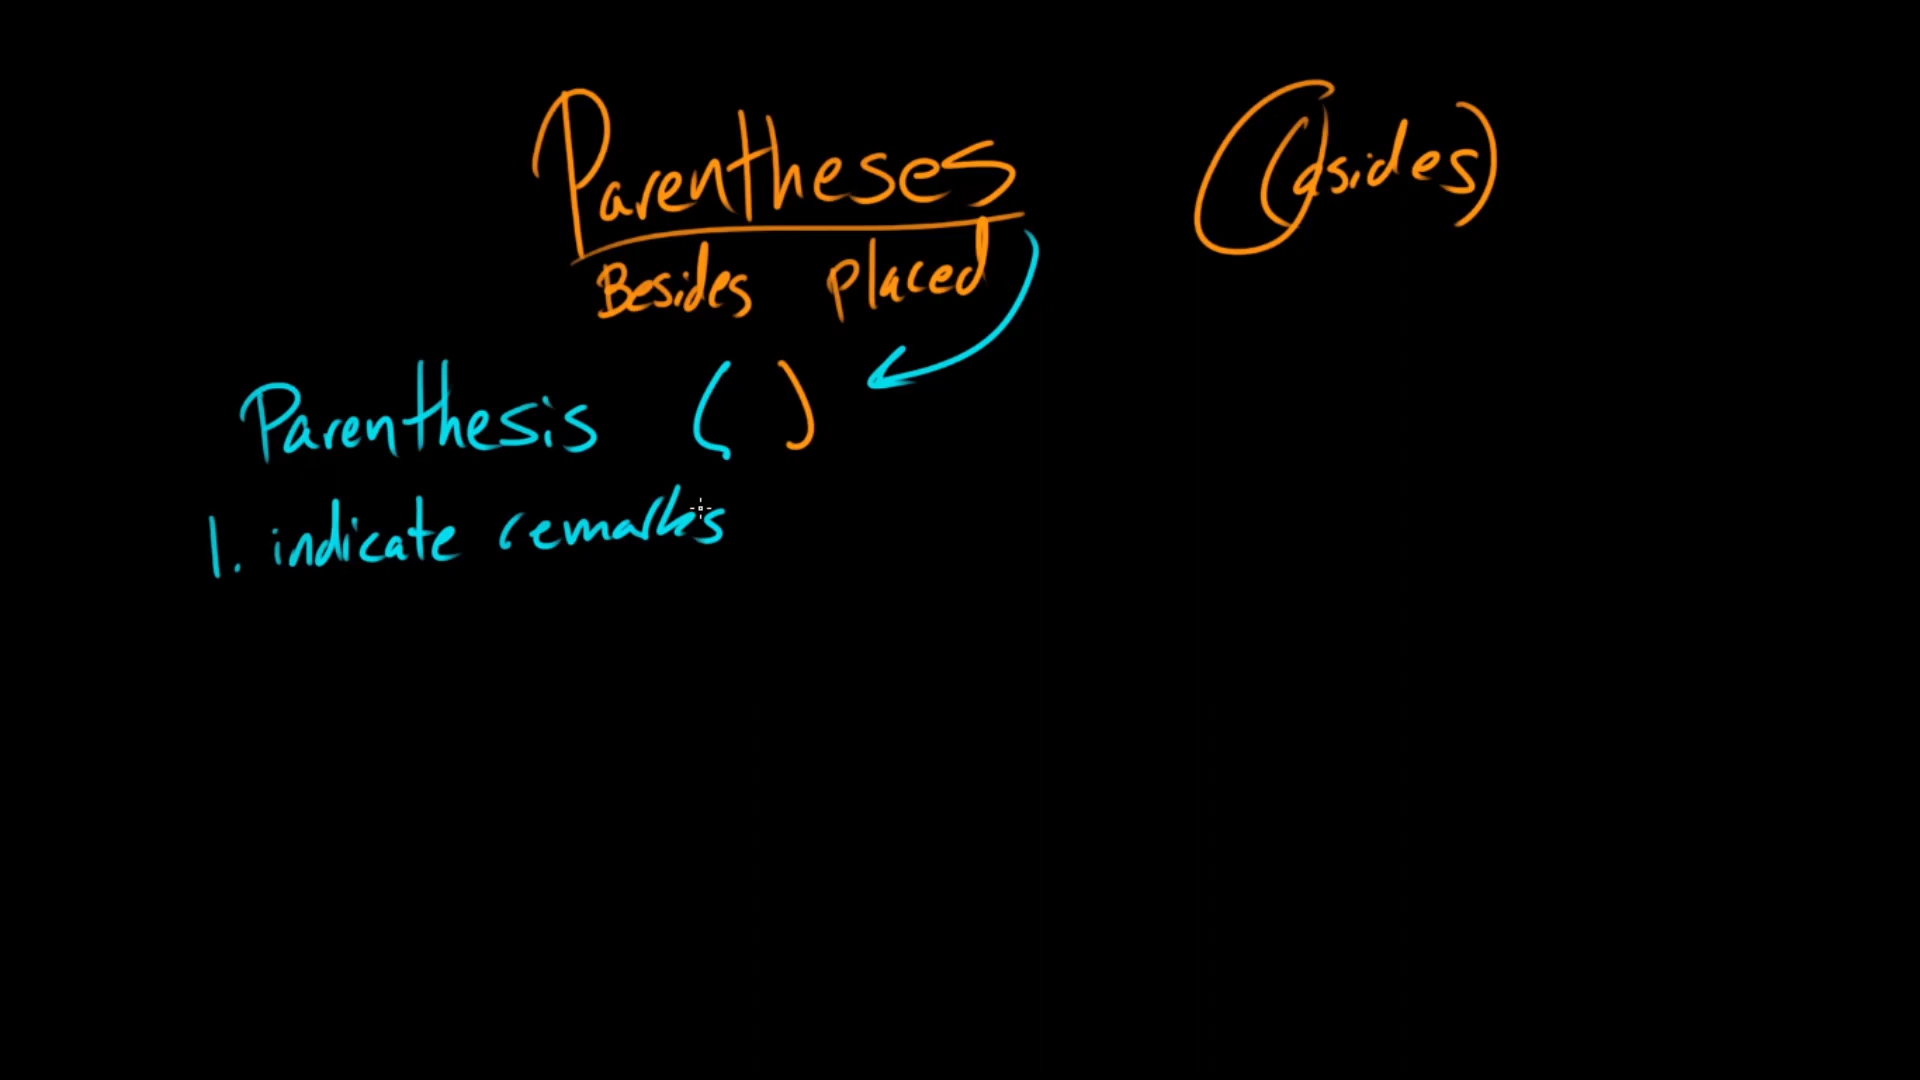 Parentheses
(asides)
Besides placed
Parenthesis ( )
1. indicate remarks